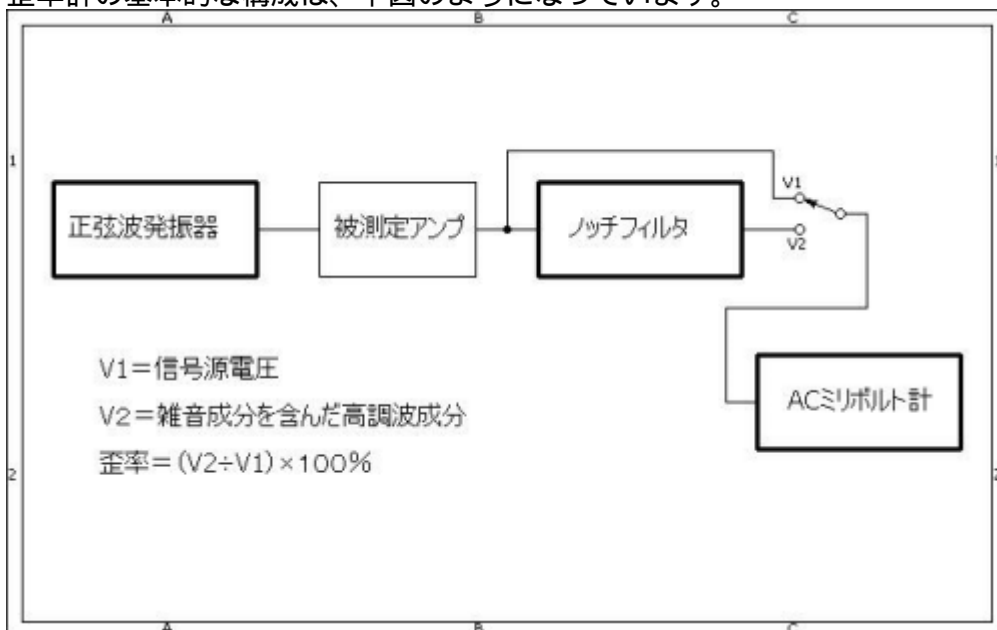 歪率計の基本的な構成は、下図のようになっています。
A B C
1
V1
正弦波発振器 被測定アンプ ノッチフィルタ
V2
V1=信号源電圧
ACミリボルト計
V2=雑音成分を含んだ高調波成分
歪率=(V2÷V1)×100%
2
A B C